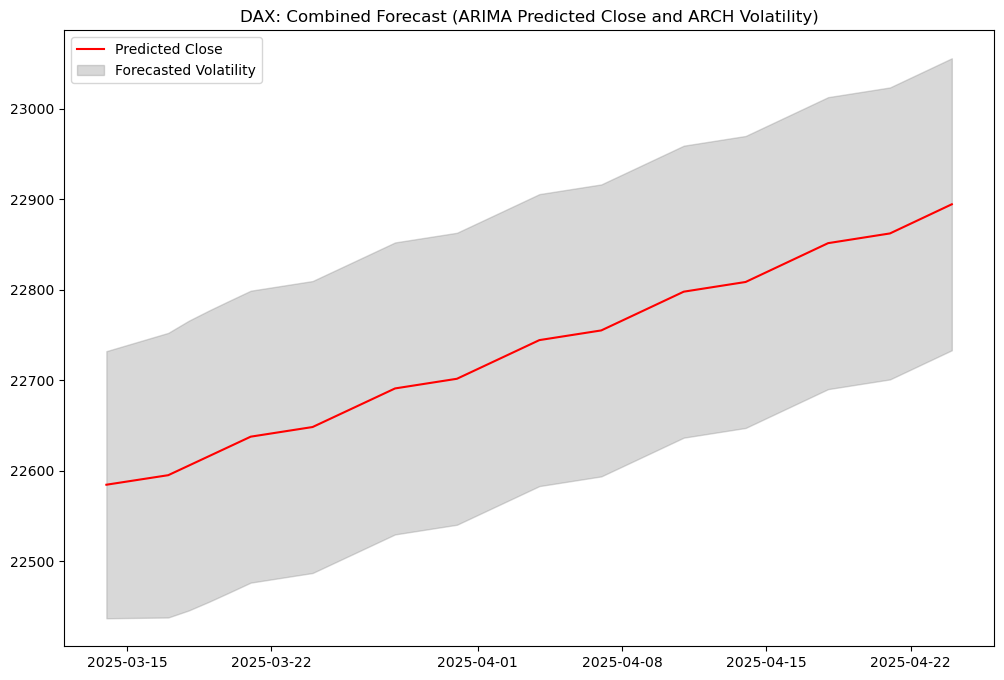 DAX: Combined Forecast (ARIMA Predicted Close and ARCH Volatility)
Predicted Close
Forecasted Volatility
23000
22900
22800
22700
22600
22500
2025-03-15 2025-03-22 2025-04-01 2025-04-08 2025-04-15 2025-04-22